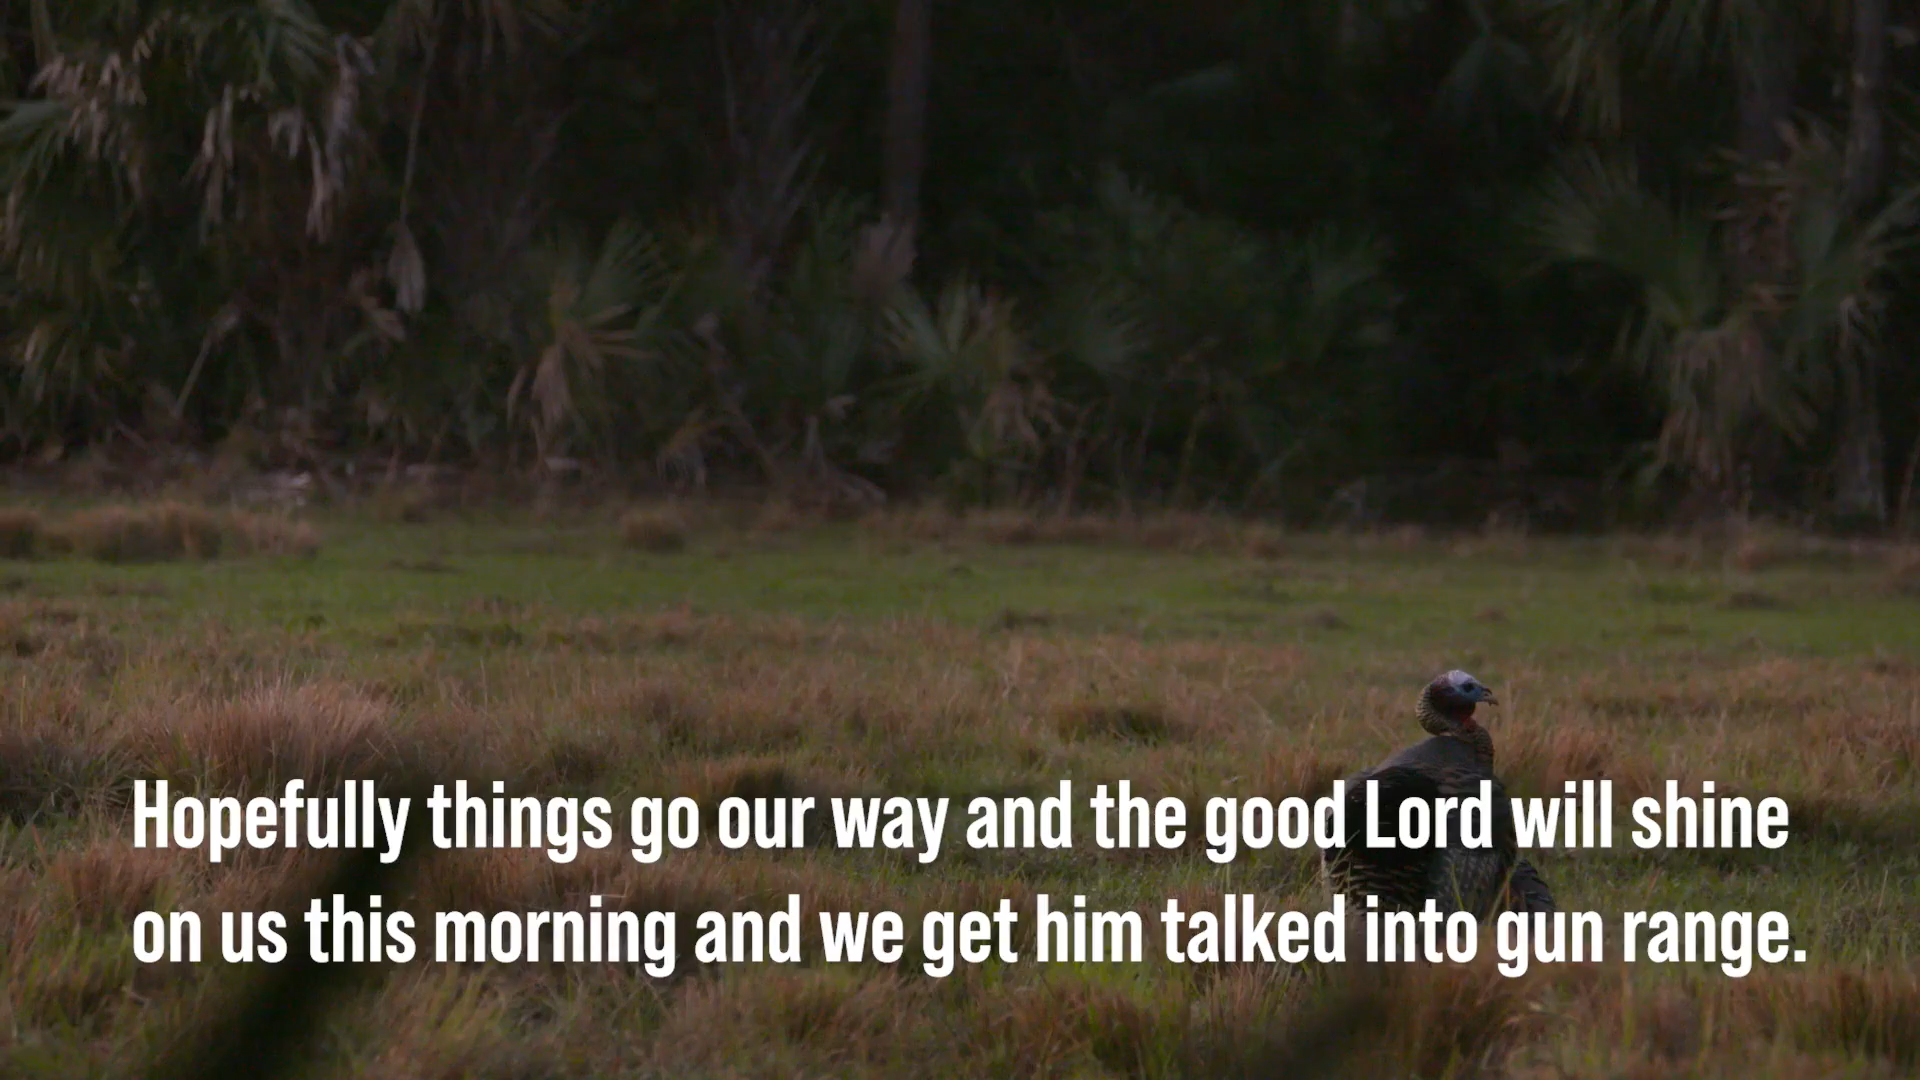 Hopefully things go our way and the good Lord will shine
on us this morning and we get him talked into gun range.